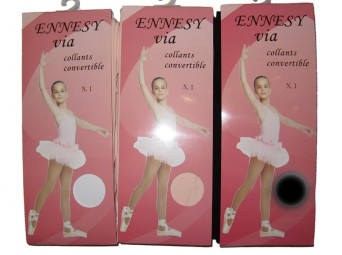 ENNESY
via
collants
convertible
N. 1
ENNESY
via
collants
convertible
N. 1
ENNESY
via
collants
convertible
N. 1